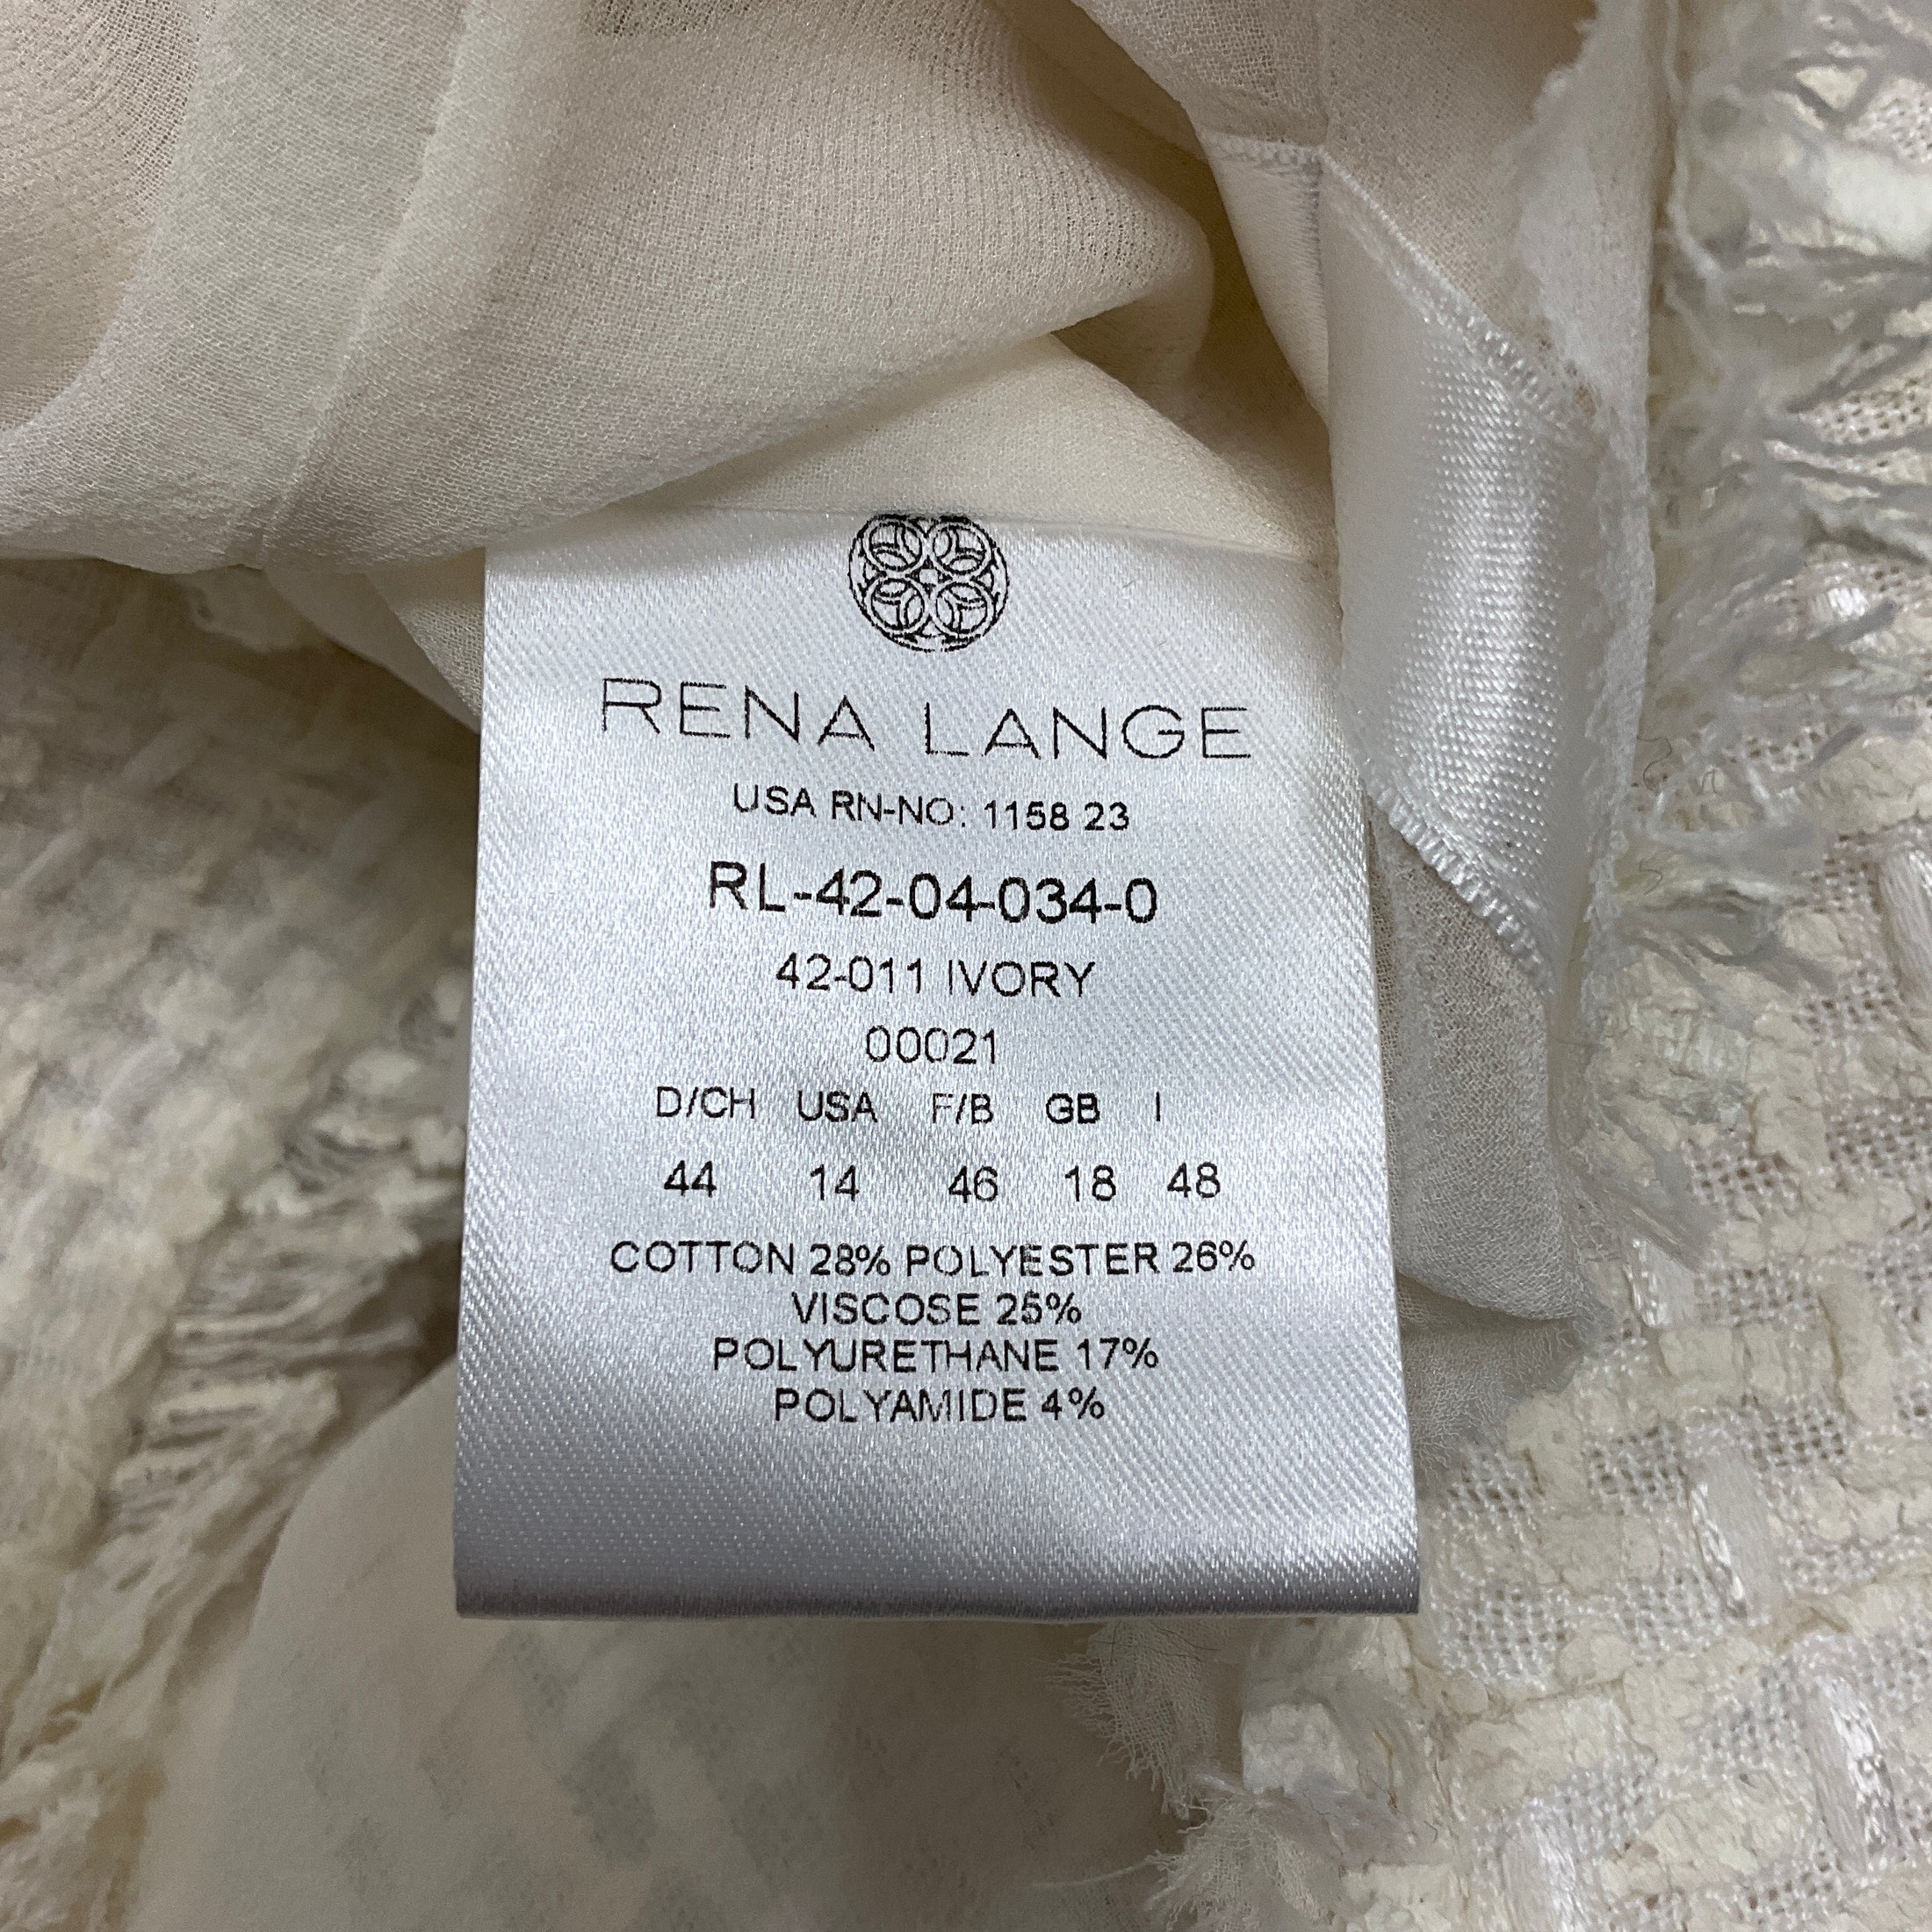 RENA LANGE
USA RN-NO: 1158 23
RL-42-04-034-0
42-011 IVORY
00021
D/CH USA F/B GB I
44 14 46 18 48
COTTON 28% POLYESTER 26%
VISCOSE 25%
POLYURETHANE 17%
POLYAMIDE 4%